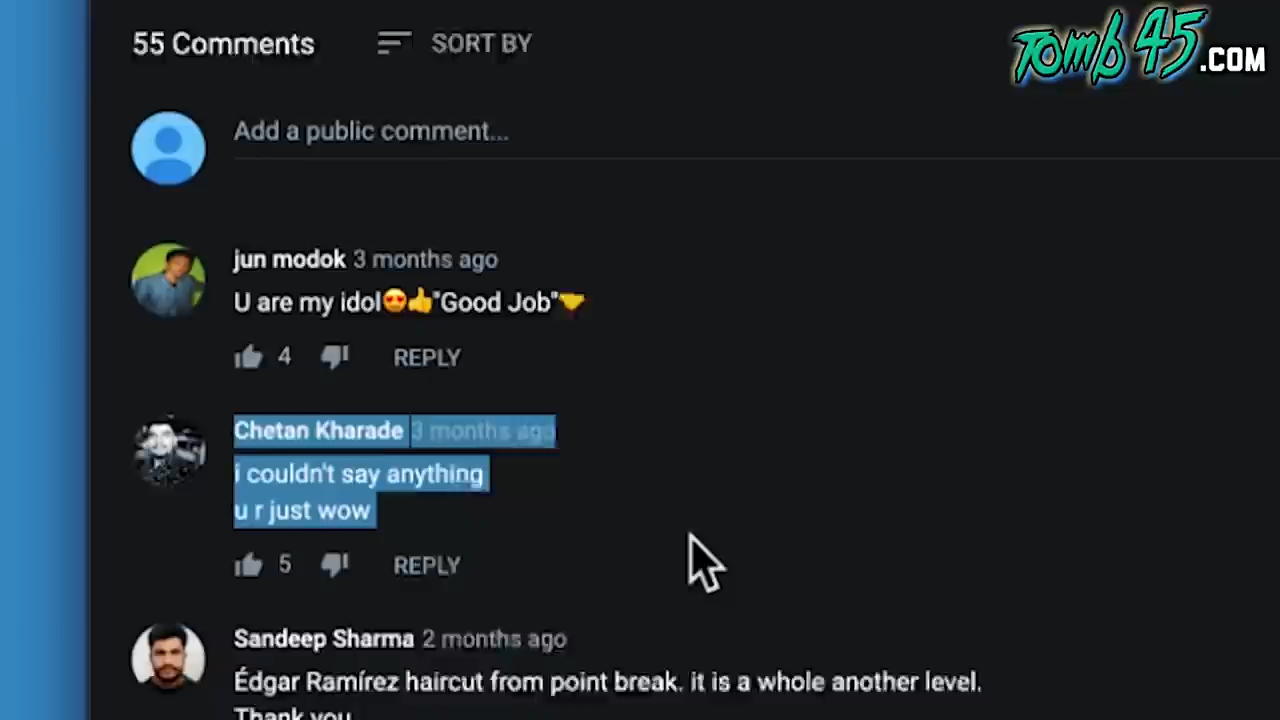 55 Comments
SORT BY
TOMB 45.COM
Add a public comment...
jun modok 3 months ago
U are my idol😍👍"Good Job"🤝
4
REPLY
Chetan Kharade 3 months ago
i couldn't say anything
u r just wow
5
REPLY
Sandeep Sharma 2 months ago
Édgar Ramírez haircut from point break. it is a whole another level.
Thank you